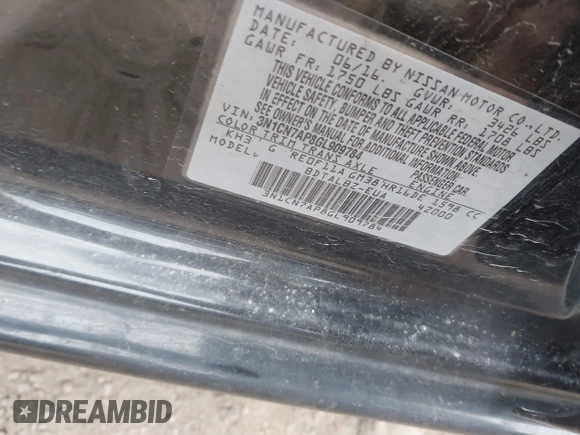 MANUFACTURED BY NISSAN MOTOR CO., LTD.
DATE: 06/16. GVWR: 3426 LBS
GAWR FR: 1750 LBS GAWR RR: 1708 LBS
THIS VEHICLE CONFORMS TO ALL APPLICABLE FEDERAL MOTOR
VEHICLE SAFETY, BUMPER AND THEFT PREVENTION STANDARDS
IN EFFECT ON THE DATE OF MANUFACTURE SHOWN ABOVE
SEE OWNER'S MANUAL FOR ADDITIONAL
VIN: 3N1CN7AP8GL909784 PASSENGER CAR
COLOR TRIM TRANS AXLE ENGINE
KH3 G RE0F11A GM38 HR16DE 1598 CC
MODEL: BDTALBZ-EUA 42000
3N1CN7AP8GL909784
DREAMBID